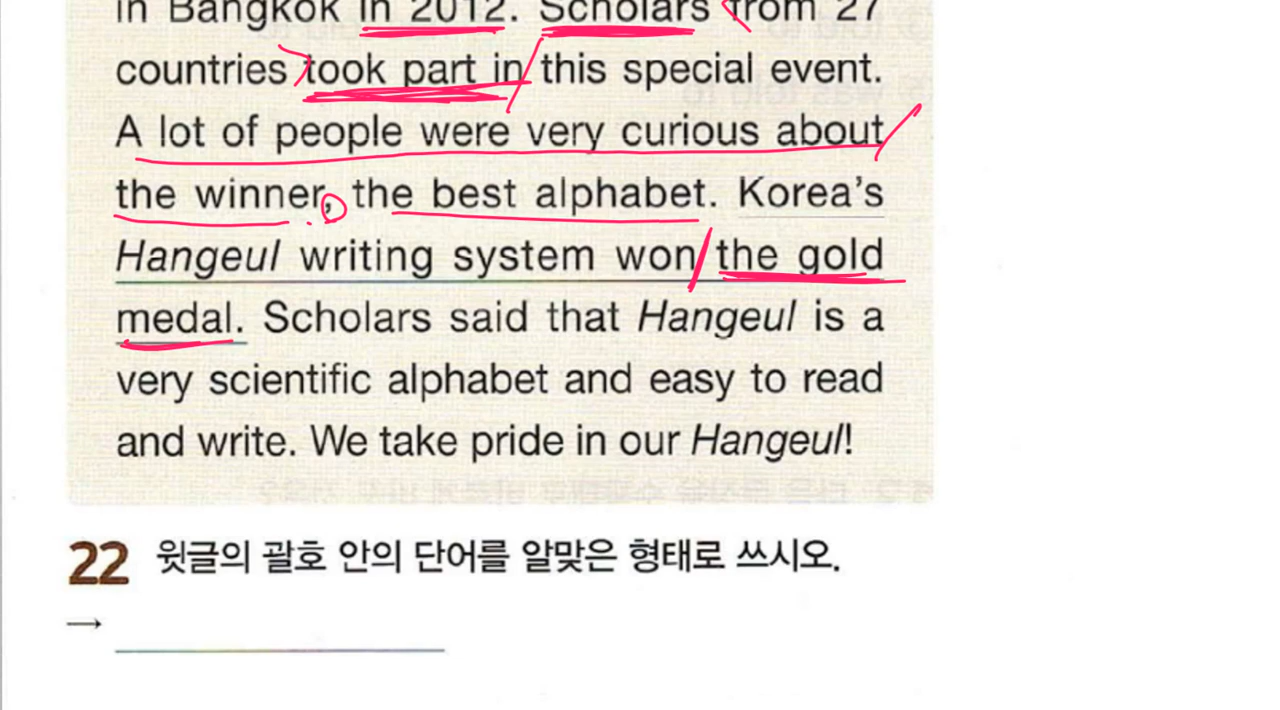 in Bangkok in 2012. Scholars from 27
countries took part in this special event.
A lot of people were very curious about
the winner, the best alphabet. Korea's
Hangeul writing system won the gold
medal. Scholars said that Hangeul is a
very scientific alphabet and easy to read
and write. We take pride in our Hangeul!
22 윗글의 괄호 안의 단어를 알맞은 형태로 쓰시오.
→